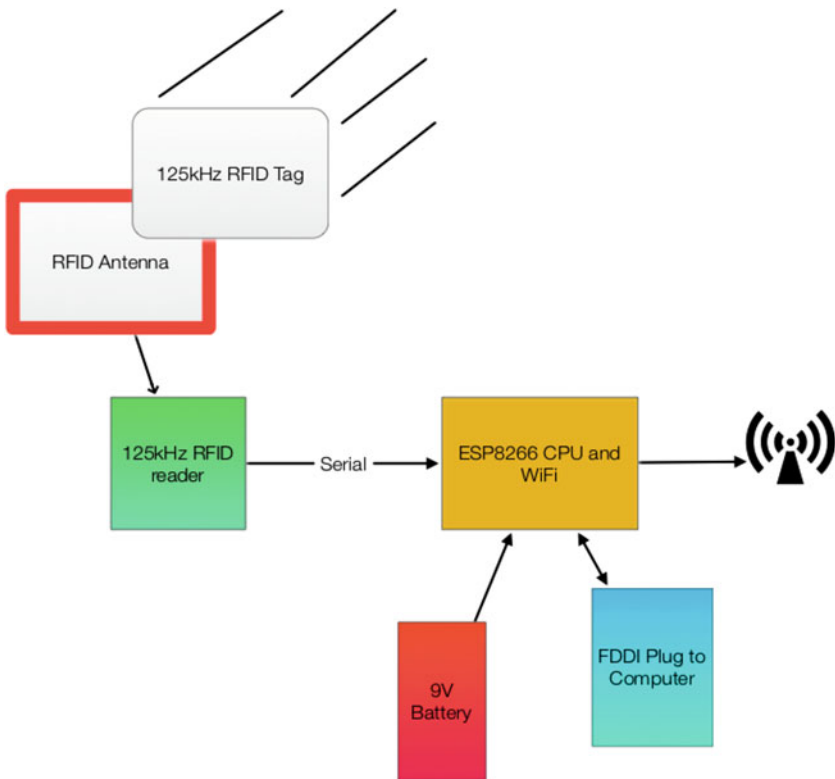 125kHz RFID Tag
RFID Antenna
125kHz RFID
reader
Serial
ESP8266 CPU and
WiFi
9V
Battery
FDDI Plug to
Computer